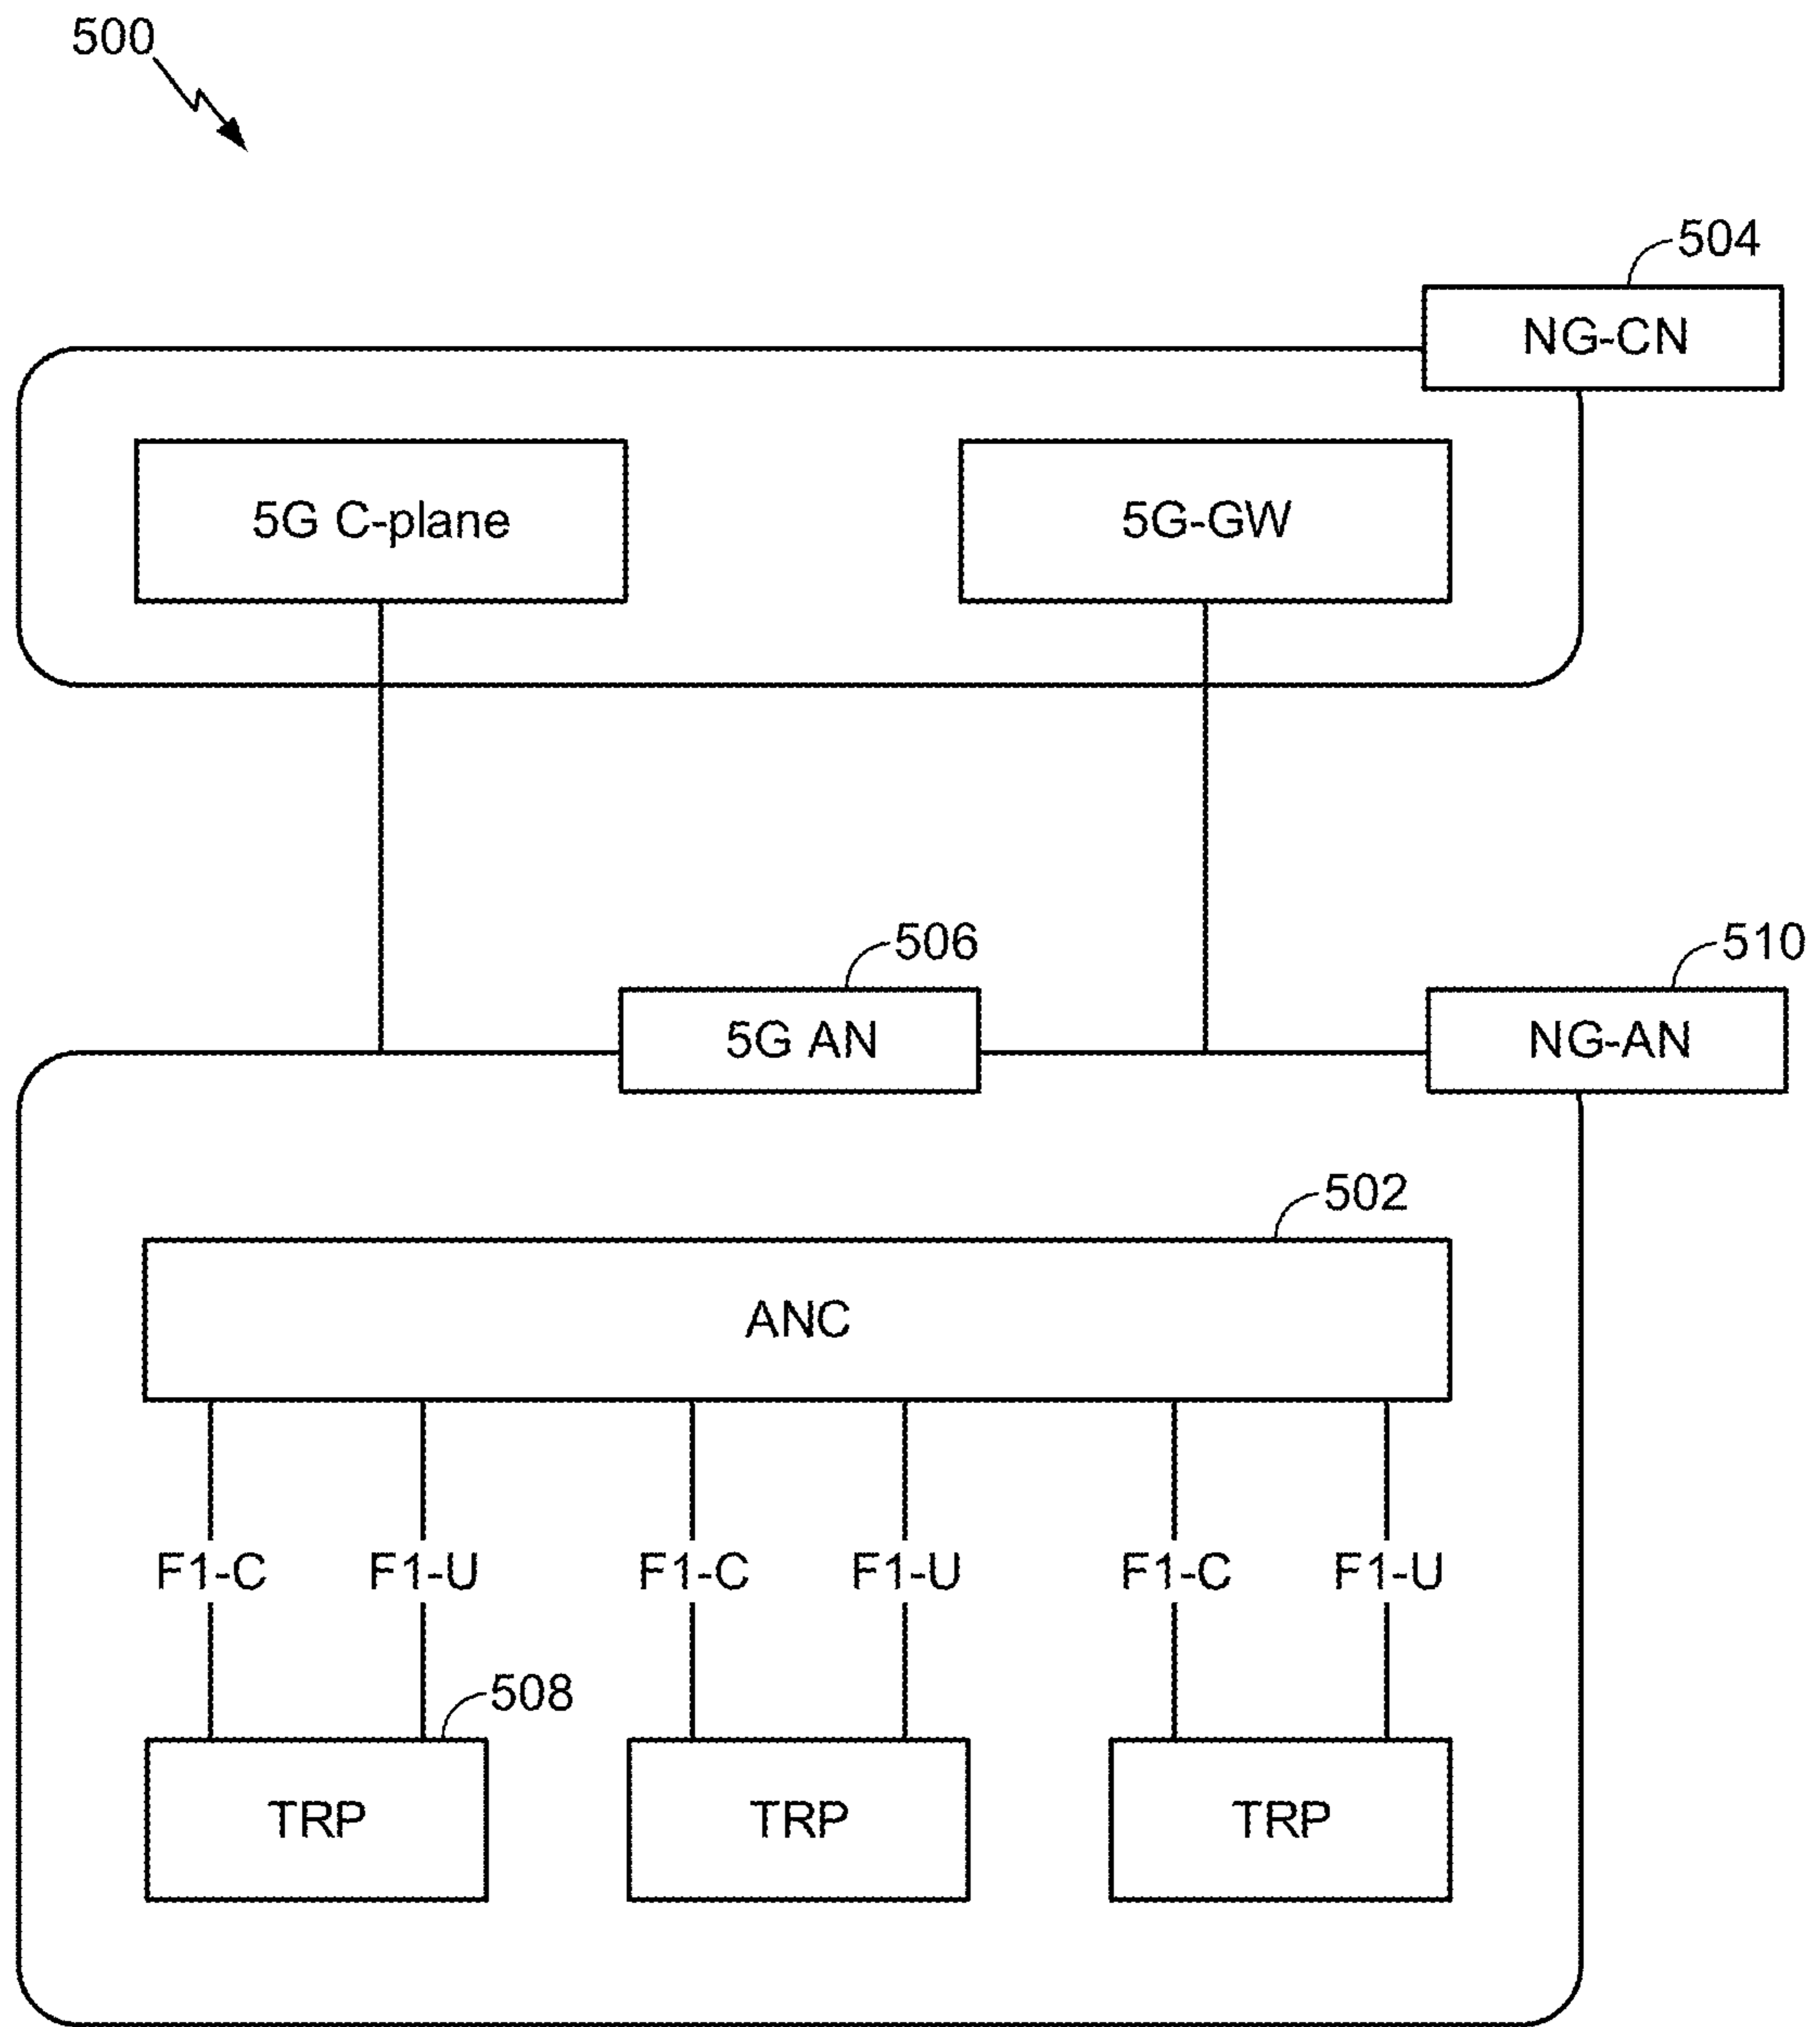 500
504
NG-CN
5G C-plane
5G-GW
506
510
5G AN
NG-AN
502
ANC
F1-C F1-U F1-C F1-U F1-C F1-U
508
TRP TRP TRP